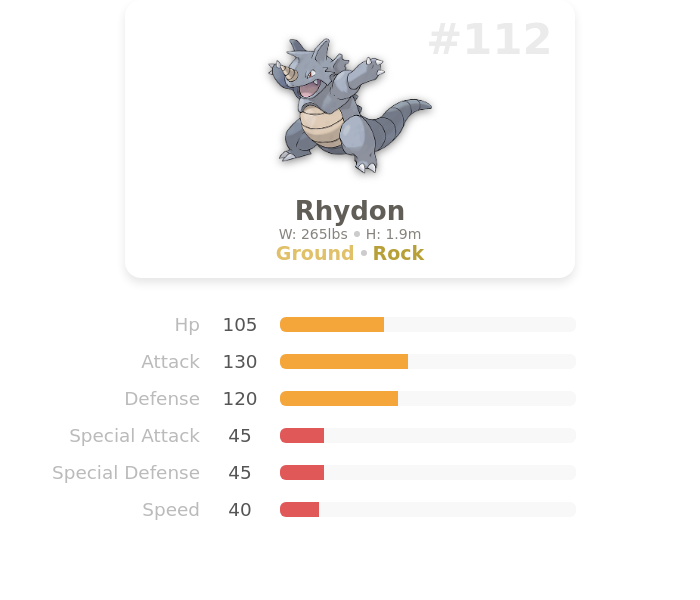 #112
Rhydon
W: 265lbs • H: 1.9m
Ground • Rock
Hp 105
Attack 130
Defense 120
Special Attack 45
Special Defense 45
Speed 40